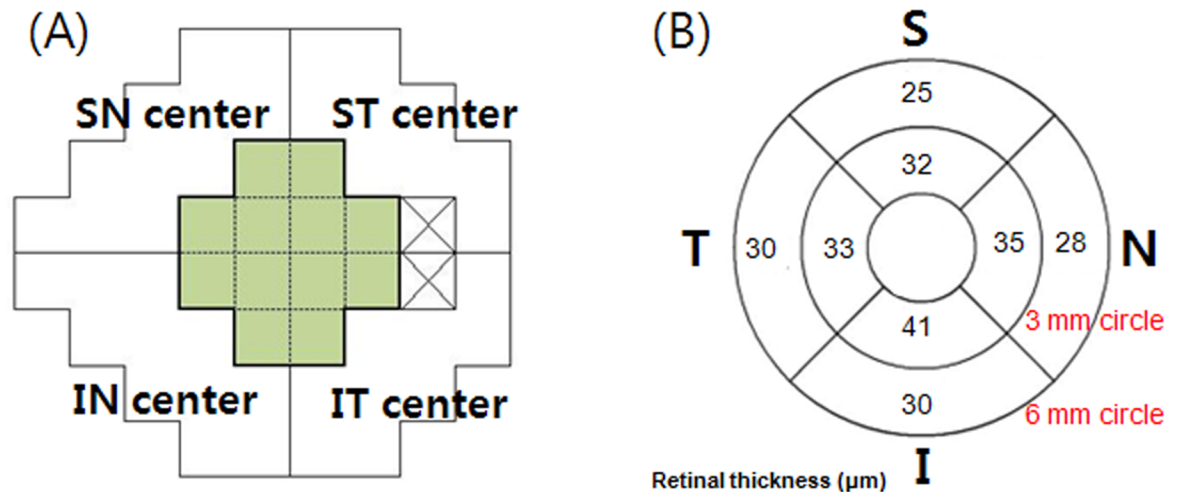 (A)
SN center
ST center
IN center
IT center
(B)
S
25
32
T
30
33
35
28
N
41
3 mm circle
30
6 mm circle
I
Retinal thickness (μm)